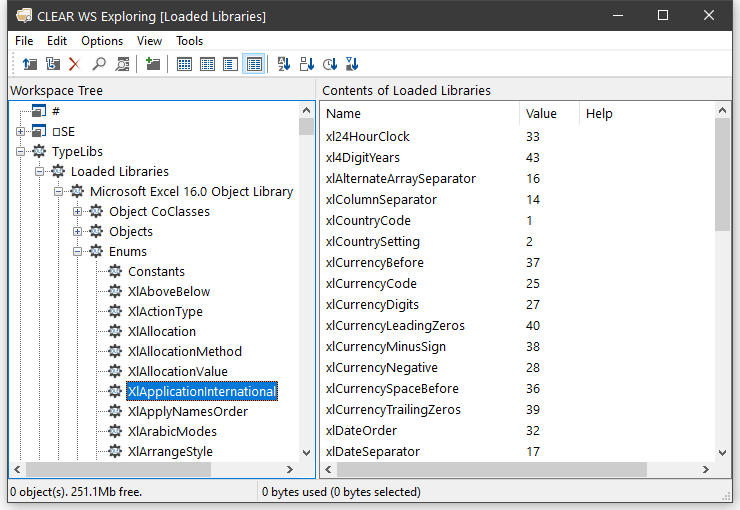 CLEAR WS Exploring [Loaded Libraries]
File Edit Options View Tools
Workspace Tree
#
⎕SE
TypeLibs
Loaded Libraries
Microsoft Excel 16.0 Object Library
Object CoClasses
Objects
Enums
Constants
XlAboveBelow
XlActionType
XlAllocation
XlAllocationMethod
XlAllocationValue
XlApplicationInternational
XlApplyNamesOrder
XlArabicModes
XlArrangeStyle
Contents of Loaded Libraries
Name Value Help
xl24HourClock 33
xl4DigitYears 43
xlAlternateArraySeparator 16
xlColumnSeparator 14
xlCountryCode 1
xlCountrySetting 2
xlCurrencyBefore 37
xlCurrencyCode 25
xlCurrencyDigits 27
xlCurrencyLeadingZeros 40
xlCurrencyMinusSign 38
xlCurrencyNegative 28
xlCurrencySpaceBefore 36
xlCurrencyTrailingZeros 39
xlDateOrder 32
xlDateSeparator 17
0 object(s). 251.1Mb free.
0 bytes used (0 bytes selected)